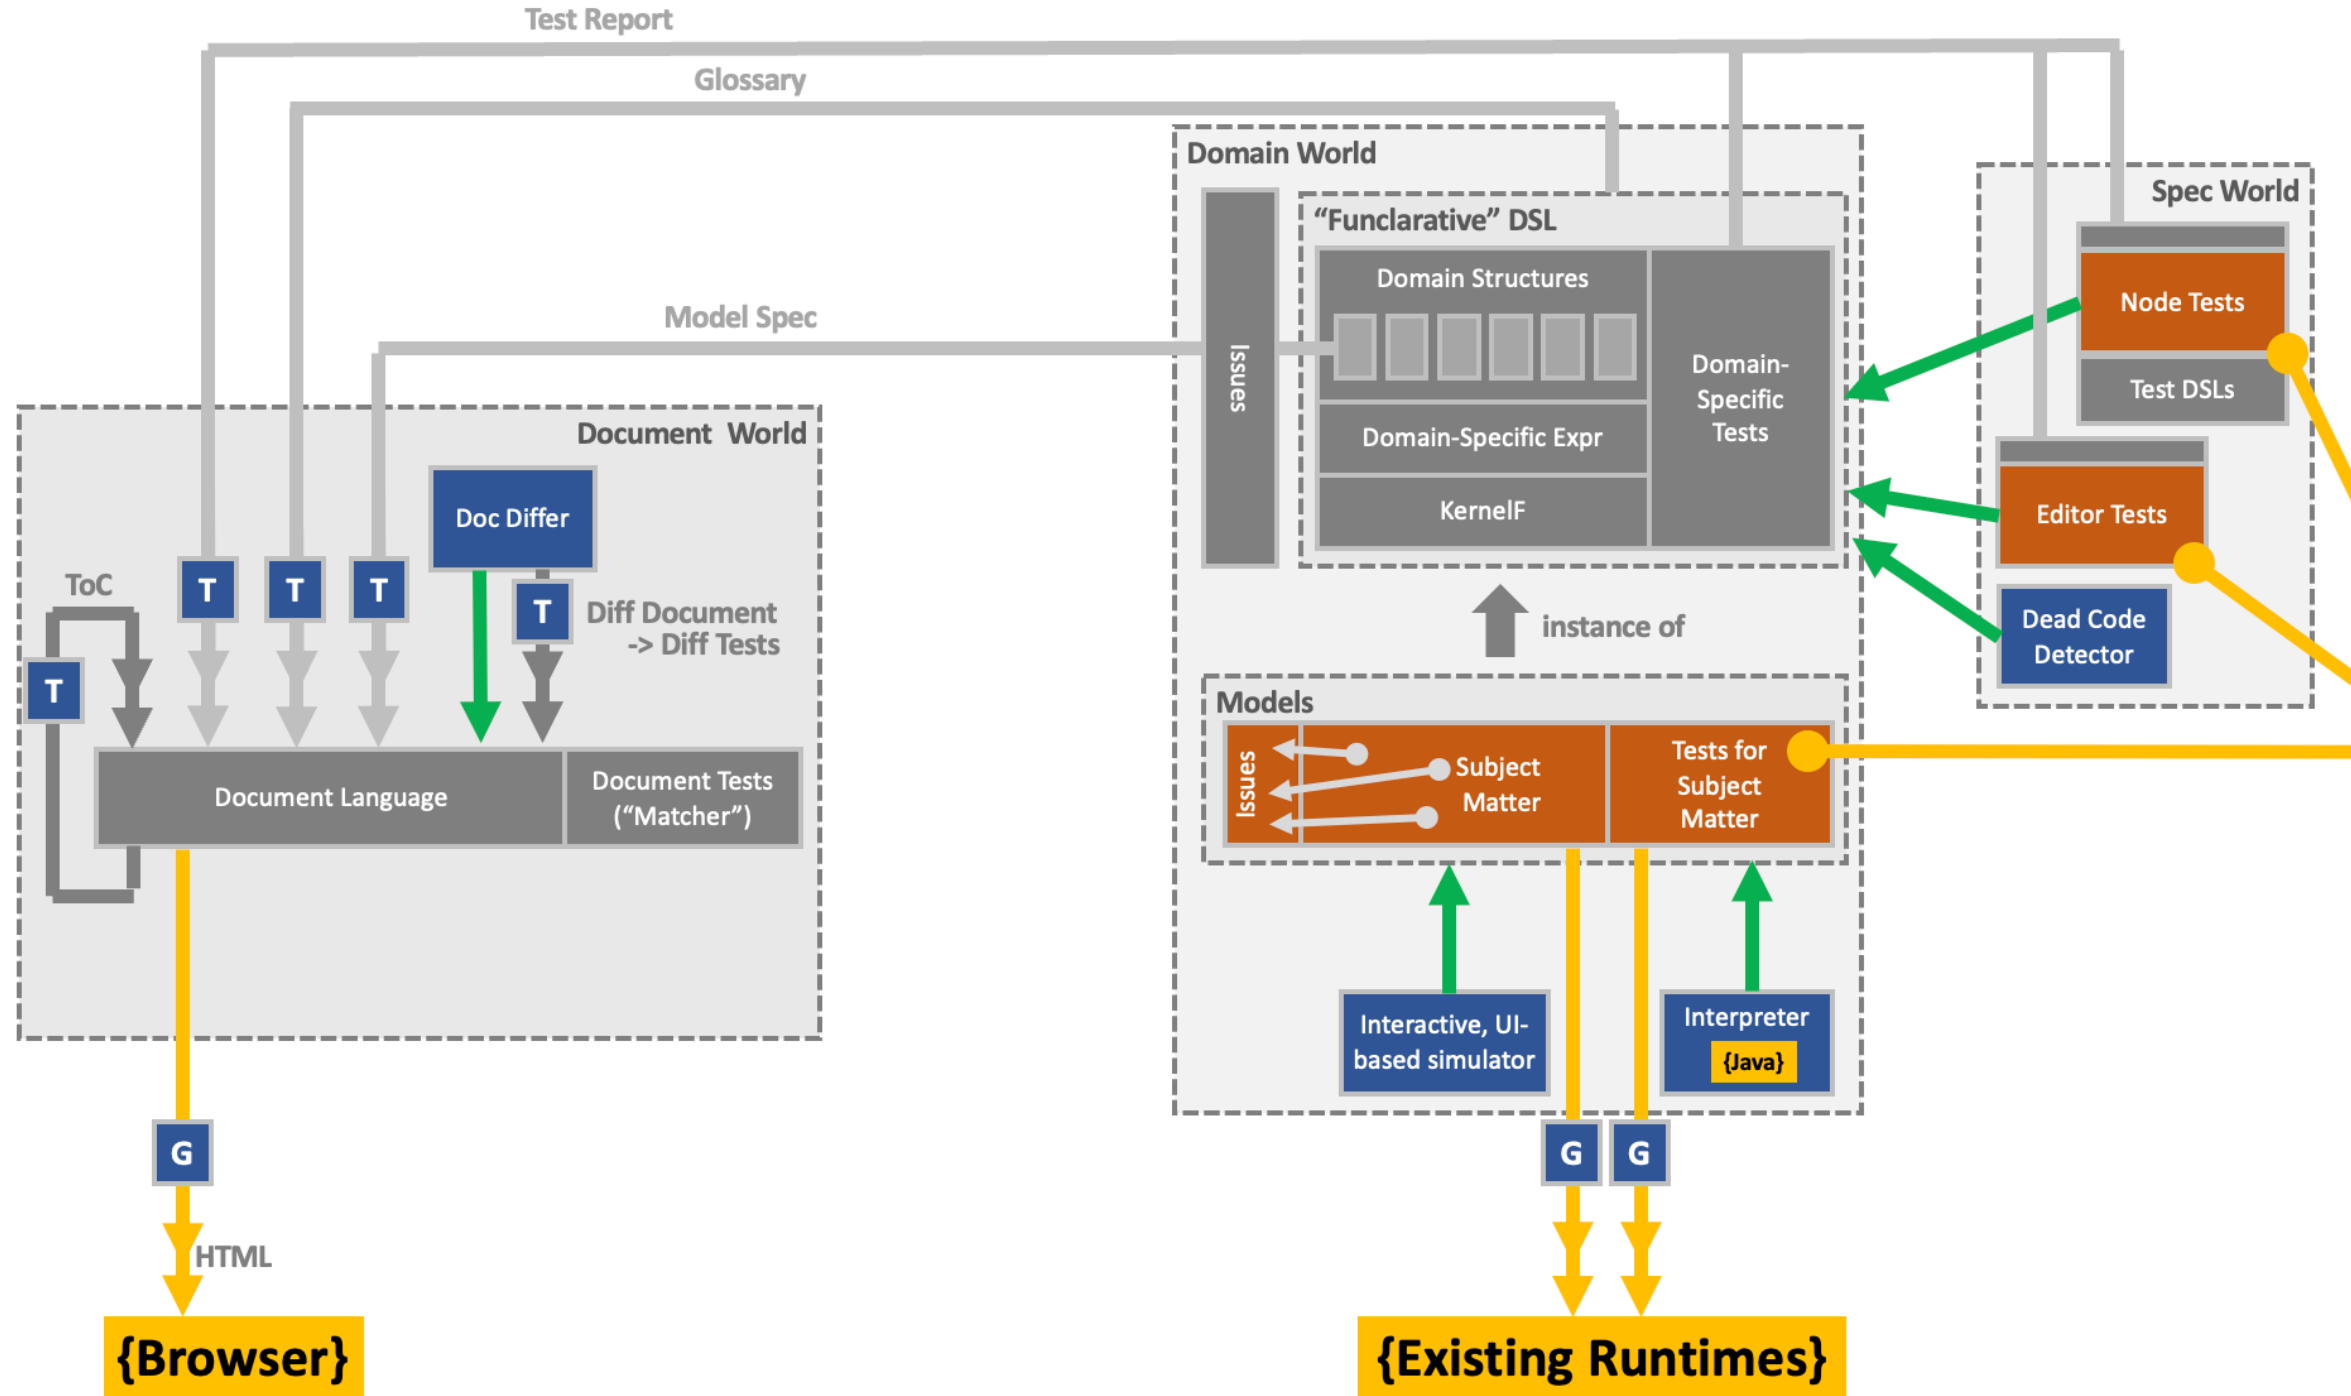 Test Report
Glossary
Domain World
Spec World
"Funclarative" DSL
Domain Structures
Node Tests
Model Spec
Issues
Domain-
Specific
Tests
Test DSLs
Document  World
Domain-Specific Expr
Doc Differ
KernelF
Editor Tests
ToC
T
T
T
T
Diff Document
-> Diff Tests
instance of
Dead Code
Detector
T
Models
Issues
Subject
Matter
Tests for
Subject
Matter
Document Language
Document Tests
("Matcher")
Interactive, UI-
based simulator
Interpreter
{Java}
G
G
G
HTML
{Browser}
{Existing Runtimes}